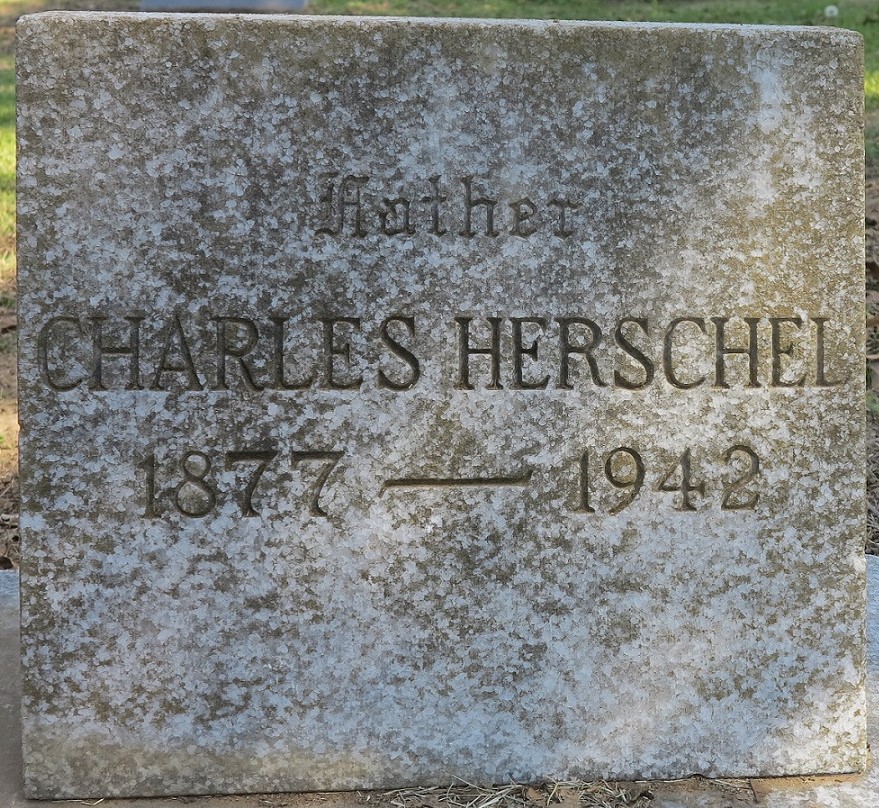 Father
CHARLES HERSCHEL
1877 — 1942